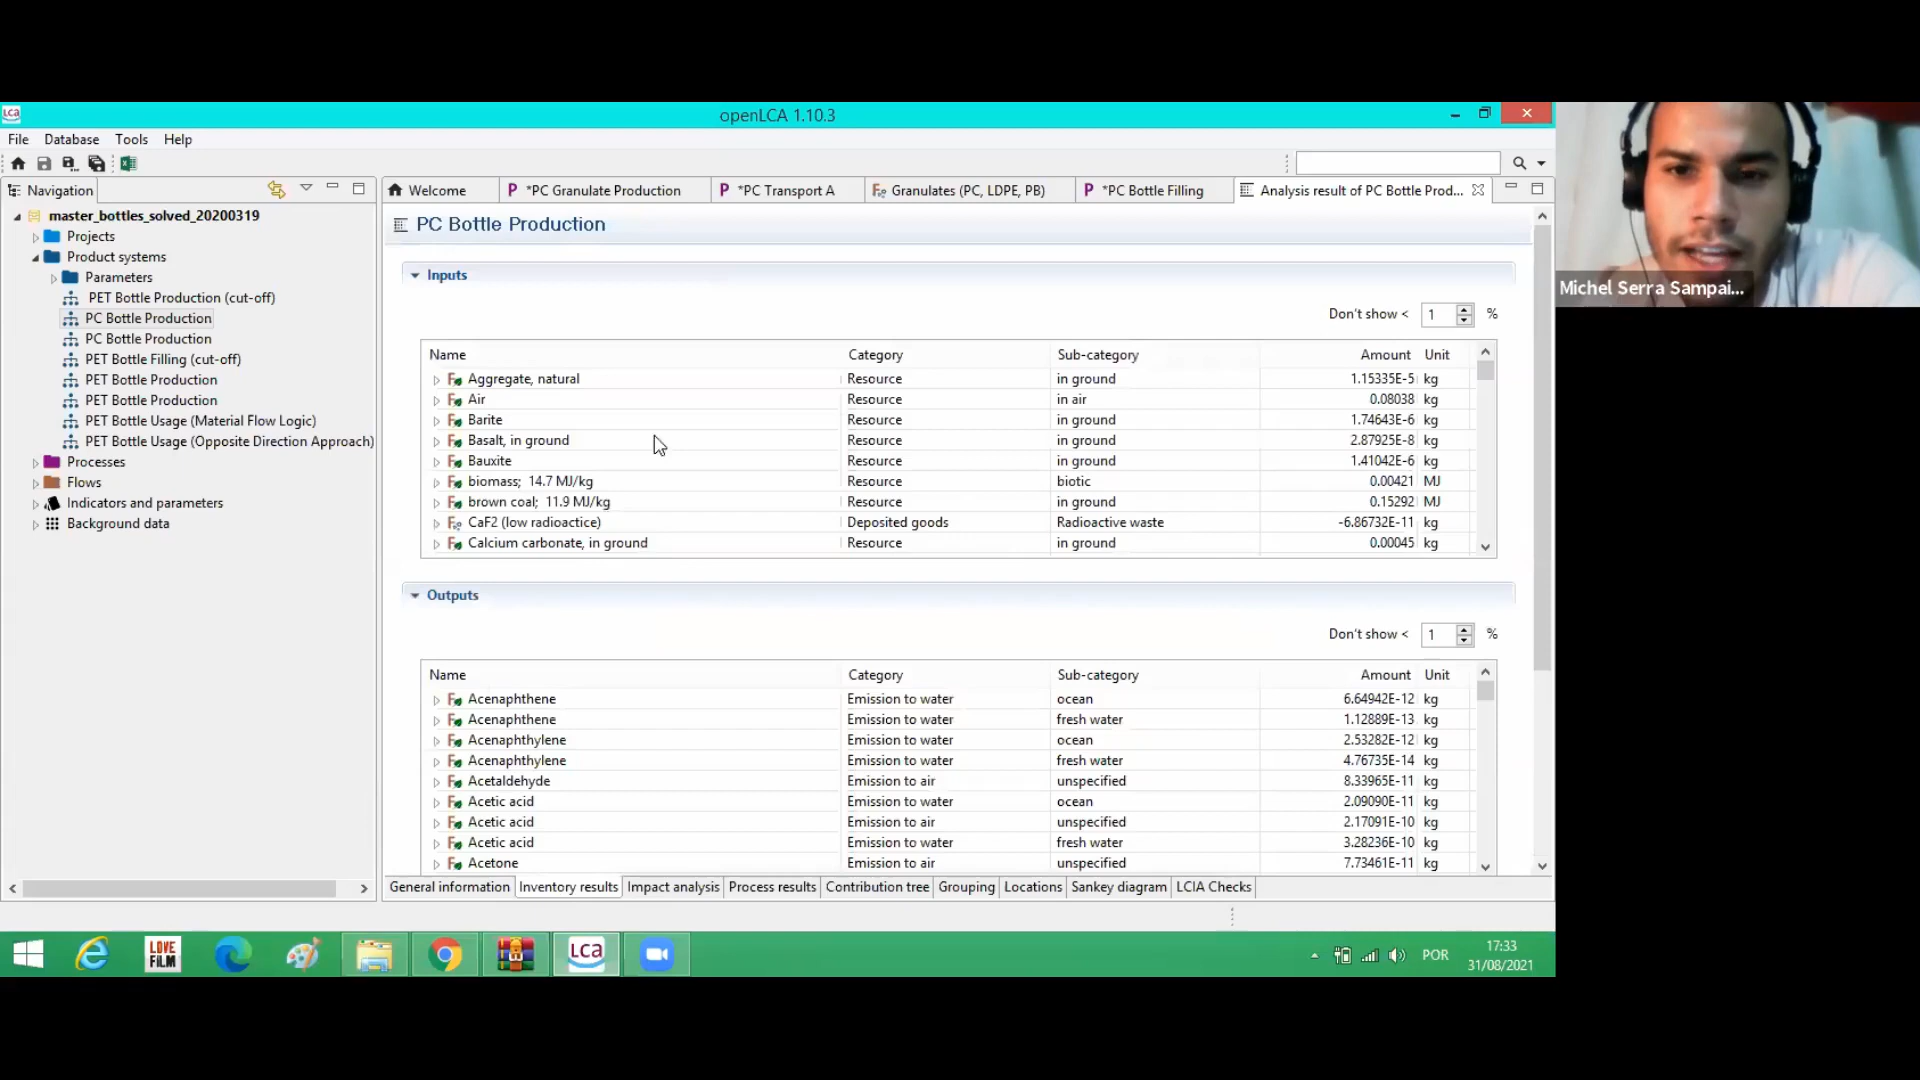 LCA
openLCA 1.10.3
File Database Tools Help
Navigation
Welcome
P *PC Granulate Production
P *PC Transport A
Granulates (PC, LDPE, PB)
P *PC Bottle Filling
Analysis result of PC Bottle Prod...
master_bottles_solved_20200319
Projects
Product systems
Parameters
PET Bottle Production (cut-off)
PC Bottle Production
PC Bottle Production
PET Bottle Filling (cut-off)
PET Bottle Production
PET Bottle Production
PET Bottle Usage (Material Flow Logic)
PET Bottle Usage (Opposite Direction Approach)
Processes
Flows
Indicators and parameters
Background data
PC Bottle Production
Inputs
Don't show < 1 %
Name Category Sub-category Amount Unit
Aggregate, natural Resource in ground 1.15335E-5 kg
Air Resource in air 0.08038 kg
Barite Resource in ground 1.74643E-6 kg
Basalt, in ground Resource in ground 2.87925E-8 kg
Bauxite Resource in ground 1.41042E-6 kg
biomass; 14.7 MJ/kg Resource biotic 0.00421 MJ
brown coal; 11.9 MJ/kg Resource in ground 0.15292 MJ
CaF2 (low radioactice) Deposited goods Radioactive waste -6.86732E-11 kg
Calcium carbonate, in ground Resource in ground 0.00045 kg
Outputs
Don't show < 1 %
Name Category Sub-category Amount Unit
Acenaphthene Emission to water ocean 6.64942E-12 kg
Acenaphthene Emission to water fresh water 1.12889E-13 kg
Acenaphthylene Emission to water ocean 2.53282E-12 kg
Acenaphthylene Emission to water fresh water 4.76735E-14 kg
Acetaldehyde Emission to air unspecified 8.33965E-11 kg
Acetic acid Emission to water ocean 2.09090E-11 kg
Acetic acid Emission to air unspecified 2.17091E-10 kg
Acetic acid Emission to water fresh water 3.28236E-10 kg
Acetone Emission to air unspecified 7.73461E-11 kg
General information Inventory results Impact analysis Process results Contribution tree Grouping Locations Sankey diagram LCIA Checks
LOVE
FiLM
LCA
POR
17:33
31/08/2021
Michel Serra Sampai...